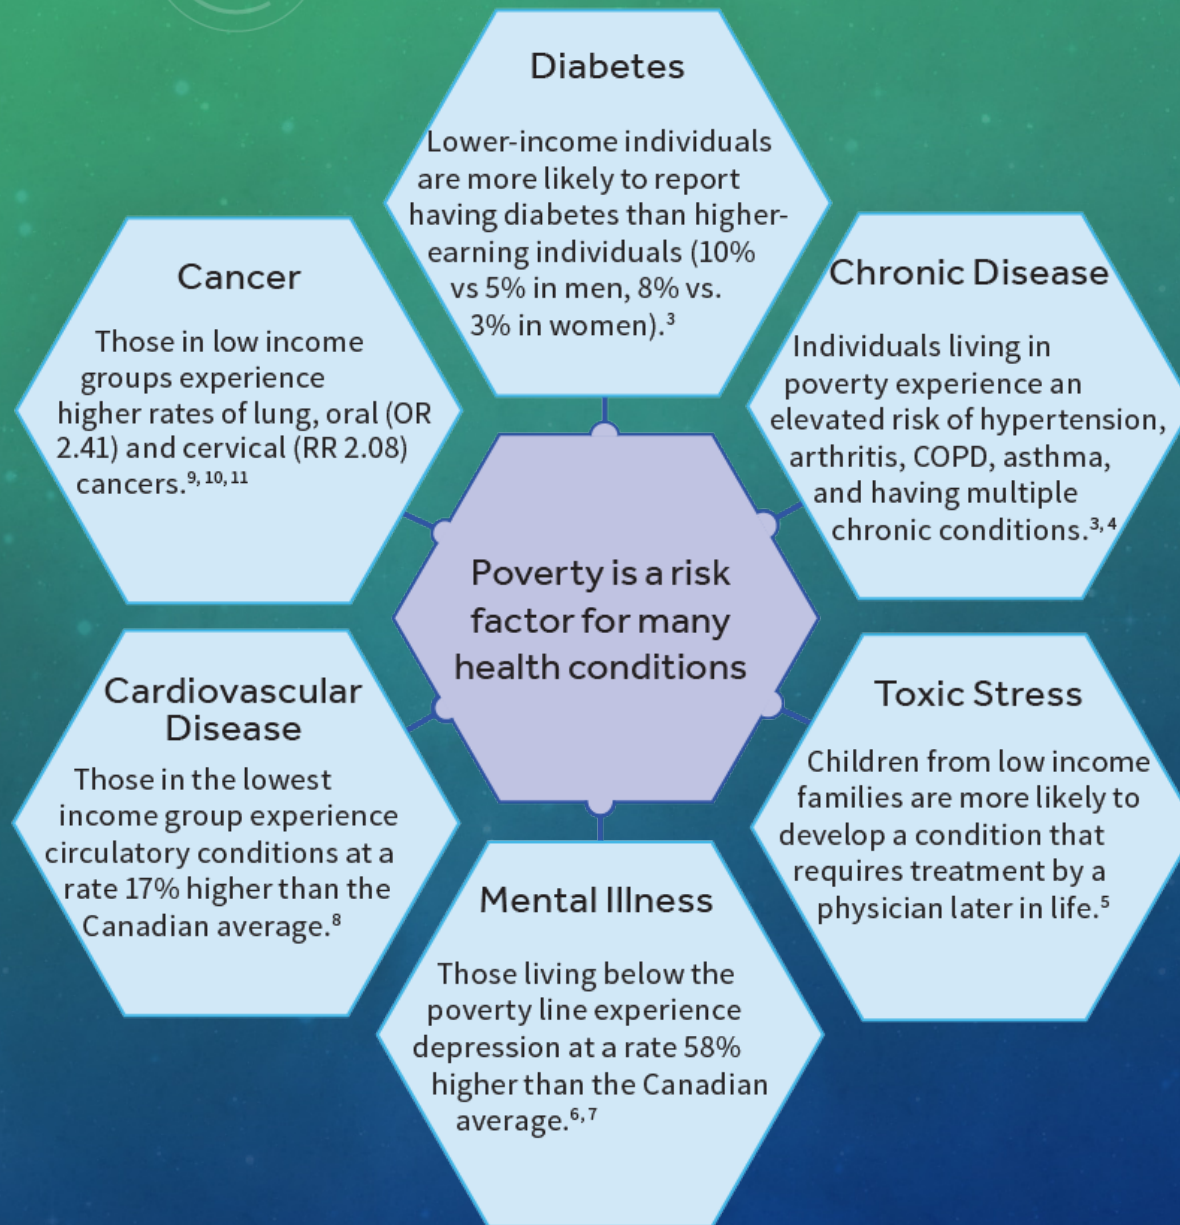 Diabetes
Lower-income individuals
are more likely to report
having diabetes than higher-
earning individuals (10%
vs 5% in men, 8% vs.
3% in women).³
Cancer
Those in low income
groups experience
higher rates of lung, oral (OR
2.41) and cervical (RR 2.08)
cancers.⁹, ¹⁰, ¹¹
Chronic Disease
Individuals living in
poverty experience an
elevated risk of hypertension,
arthritis, COPD, asthma,
and having multiple
chronic conditions.³, ⁴
Poverty is a risk
factor for many
health conditions
Cardiovascular
Disease
Those in the lowest
income group experience
circulatory conditions at a
rate 17% higher than the
Canadian average.⁸
Toxic Stress
Children from low income
families are more likely to
develop a condition that
requires treatment by a
physician later in life.⁵
Mental Illness
Those living below the
poverty line experience
depression at a rate 58%
higher than the Canadian
average.⁶, ⁷